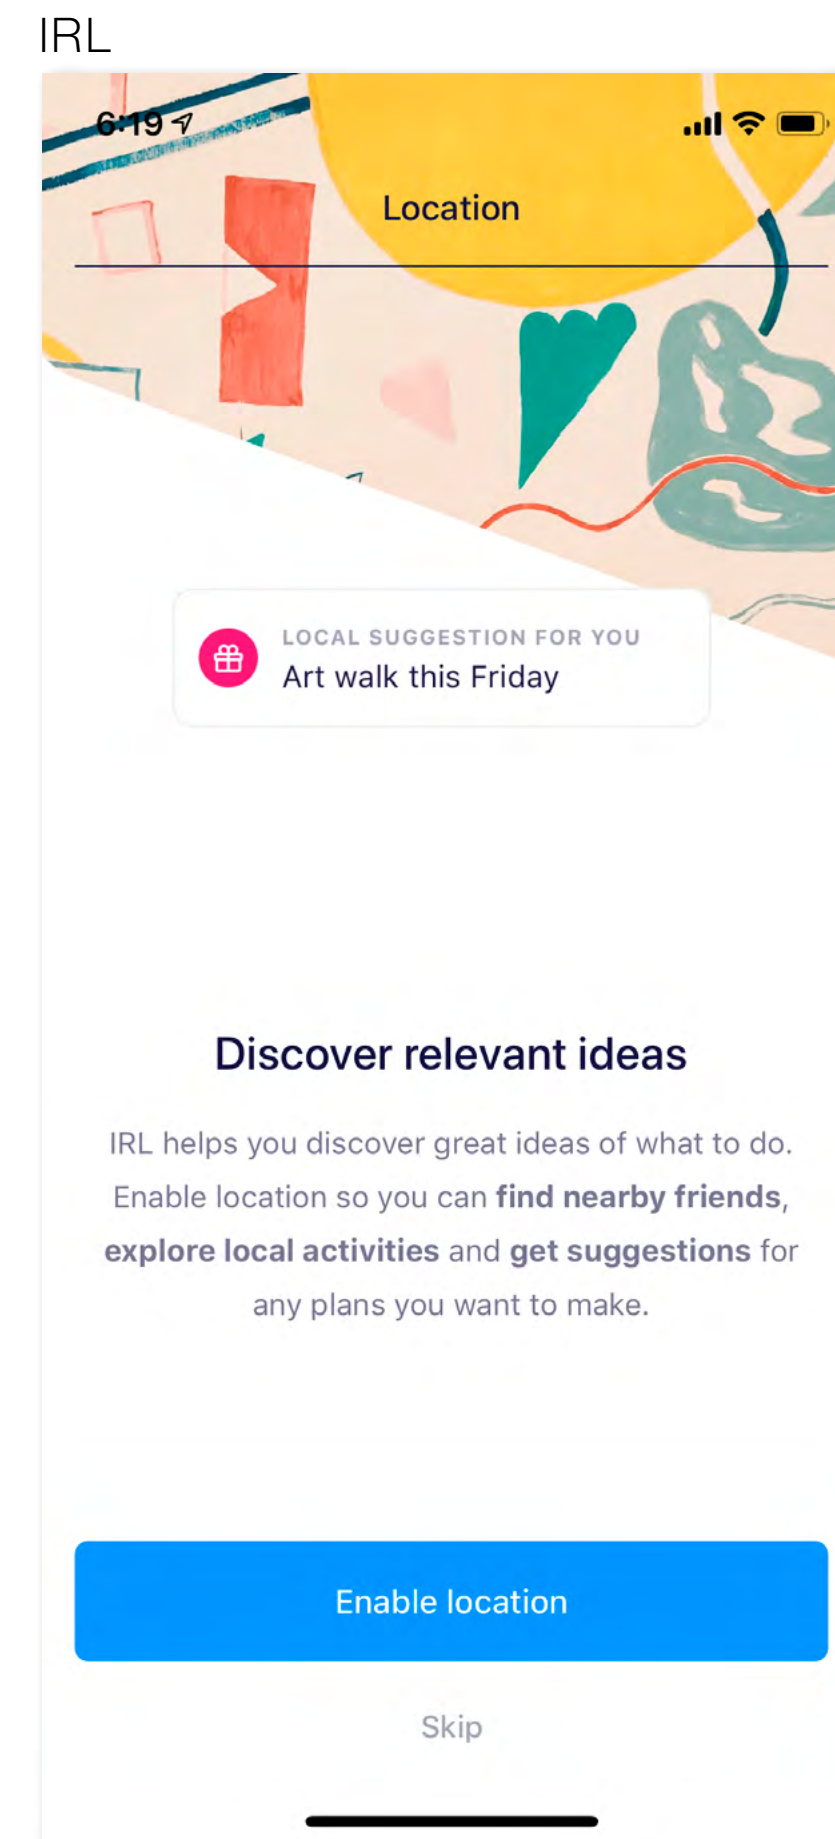 IRL
6:19
Location
LOCAL SUGGESTION FOR YOU
Art walk this Friday
Discover relevant ideas
IRL helps you discover great ideas of what to do.
Enable location so you can find nearby friends,
explore local activities and get suggestions for
any plans you want to make.
Enable location
Skip